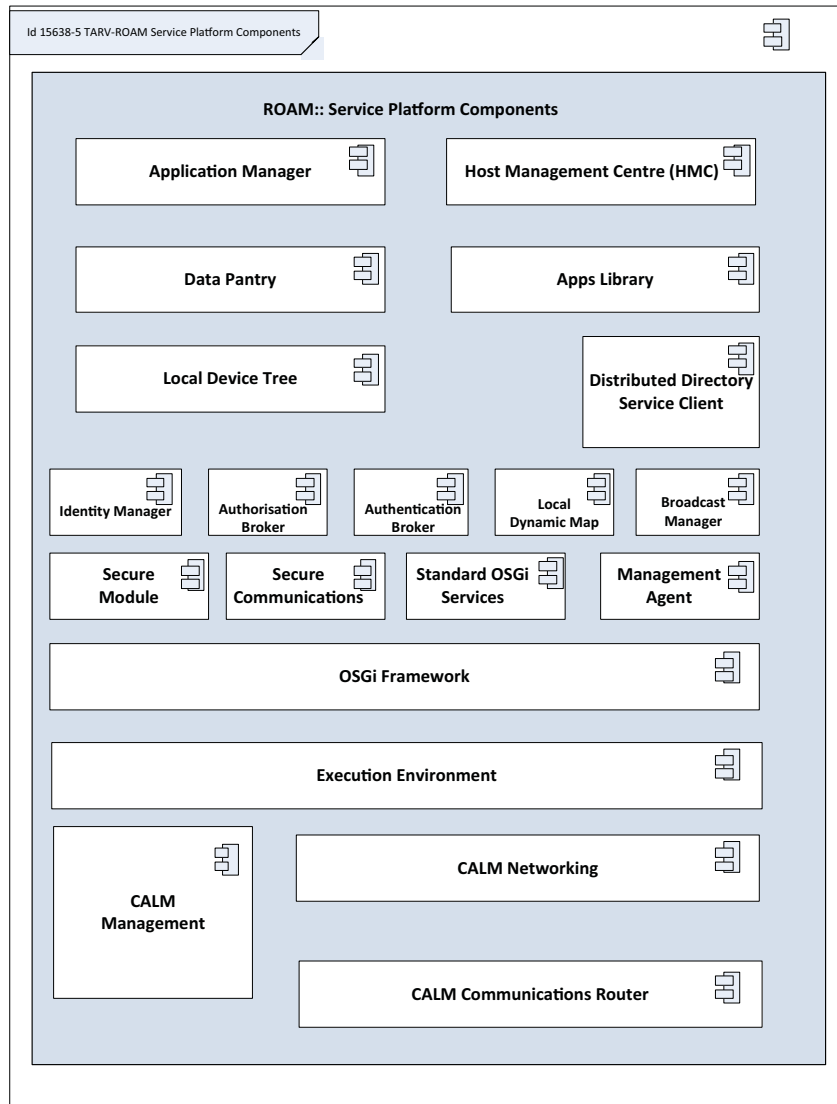 Id 15638-5 TARV-ROAM Service Platform Components
ROAM:: Service Platform Components
Application Manager
Host Management Centre (HMC)
Data Pantry
Apps Library
Local Device Tree
Distributed Directory
Service Client
Identity Manager
Authorisation
Broker
Authentication
Broker
Local
Dynamic Map
Broadcast
Manager
Secure
Module
Secure
Communications
Standard OSGi
Services
Management
Agent
OSGi Framework
Execution Environment
CALM
Management
CALM Networking
CALM Communications Router